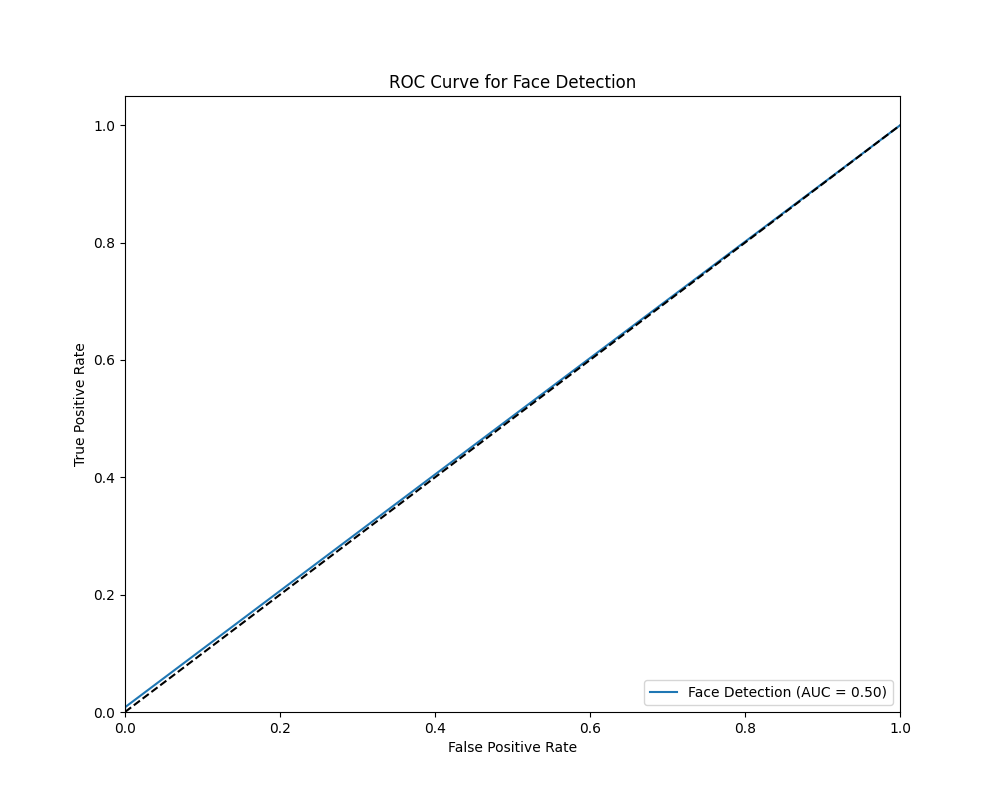 ROC Curve for Face Detection
True Positive Rate
1.0
0.8
0.6
0.4
0.2
0.0
Face Detection (AUC = 0.50)
0.0 0.2 0.4 0.6 0.8 1.0
False Positive Rate